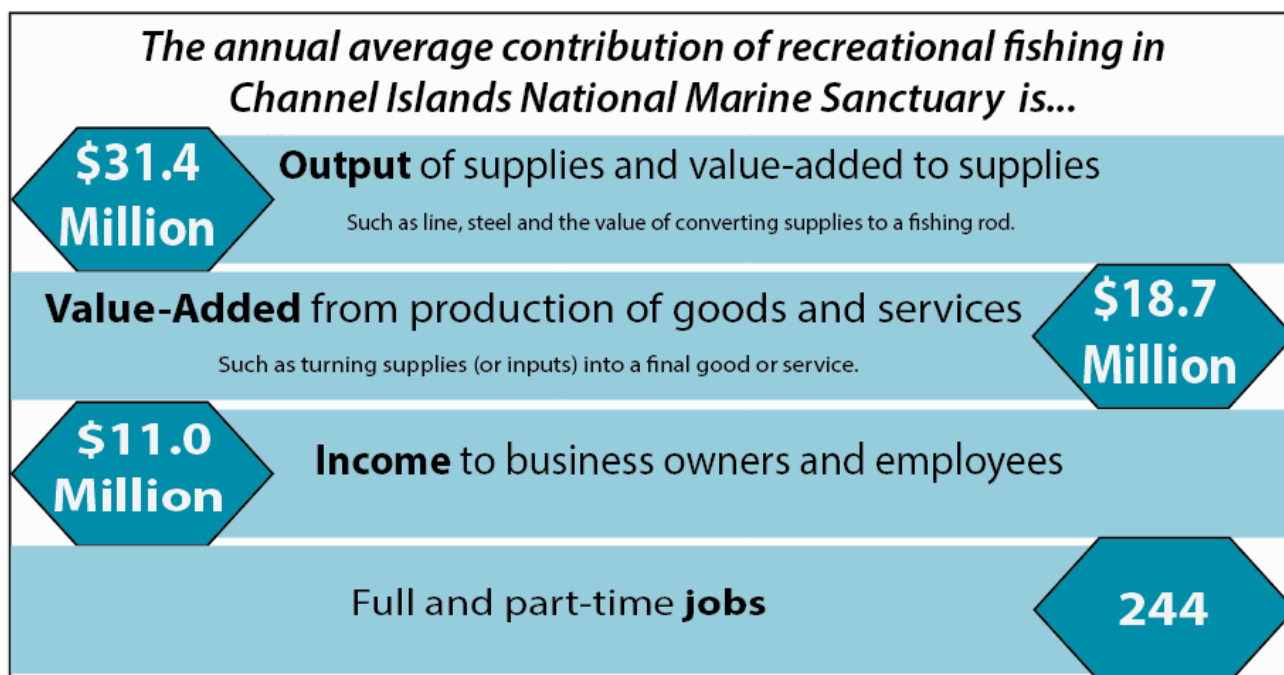 The annual average contribution of recreational fishing in
Channel Islands National Marine Sanctuary is...
$31.4
Million
Output of supplies and value-added to supplies
Such as line, steel and the value of converting supplies to a fishing rod.
Value-Added from production of goods and services
Such as turning supplies (or inputs) into a final good or service.
$18.7
Million
$11.0
Million
Income to business owners and employees
Full and part-time jobs
244